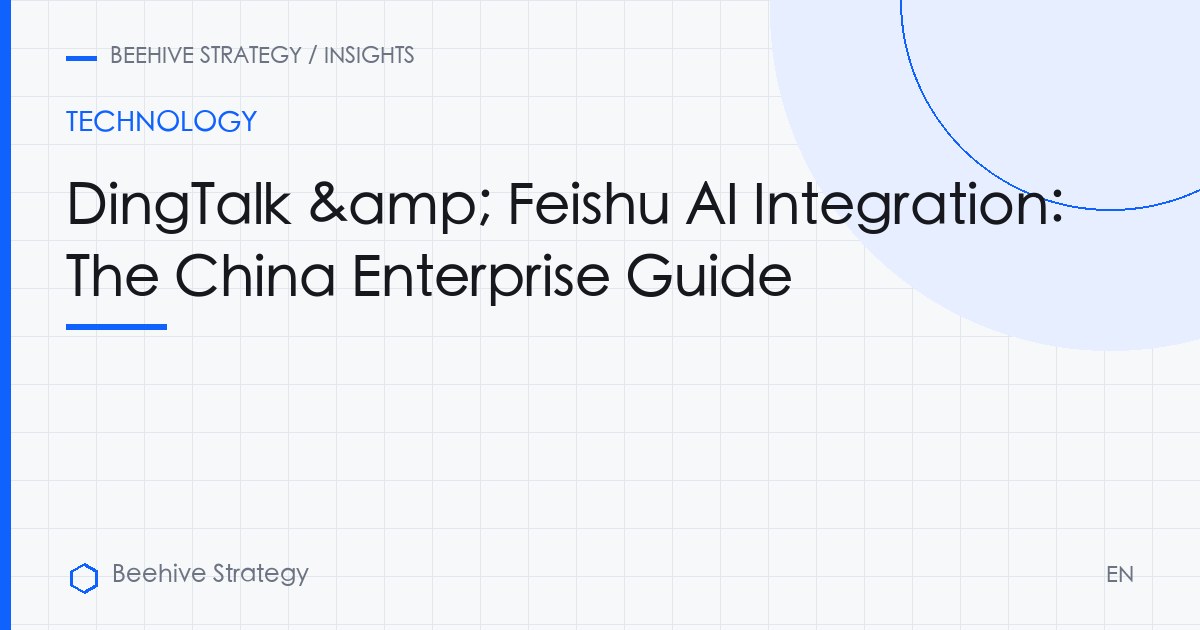 BEEHIVE STRATEGY / INSIGHTS
TECHNOLOGY
DingTalk &amp; Feishu AI Integration:
The China Enterprise Guide
Beehive Strategy
EN